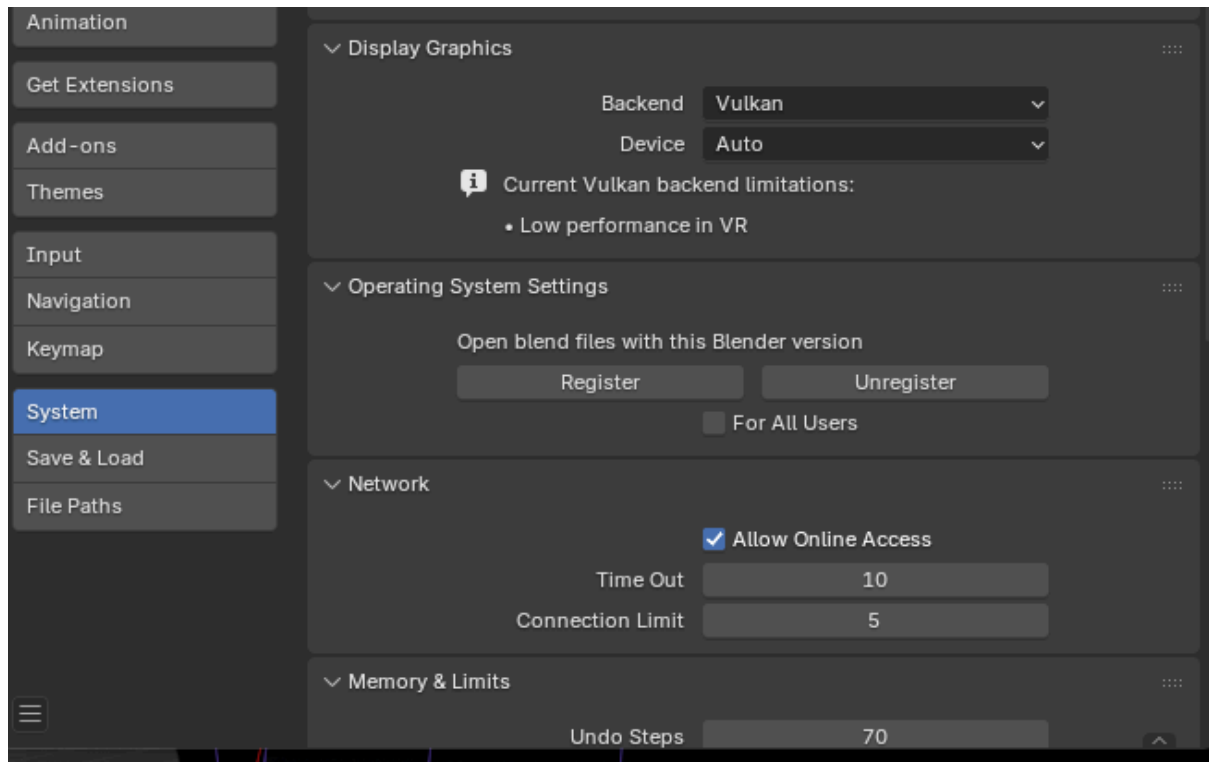 Animation
Get Extensions
Add-ons
Themes
Input
Navigation
Keymap
System
Save & Load
File Paths
Display Graphics
Backend Vulkan
Device Auto
Current Vulkan backend limitations:
• Low performance in VR
Operating System Settings
Open blend files with this Blender version
Register Unregister
For All Users
Network
Allow Online Access
Time Out 10
Connection Limit 5
Memory & Limits
Undo Steps 70